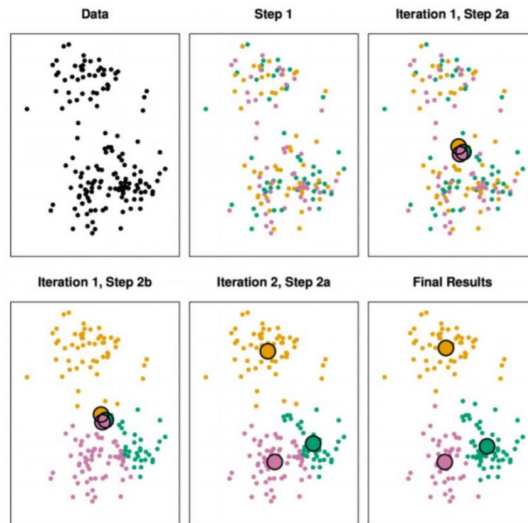 Data
Step 1
Iteration 1, Step 2a
Iteration 1, Step 2b
Iteration 2, Step 2a
Final Results